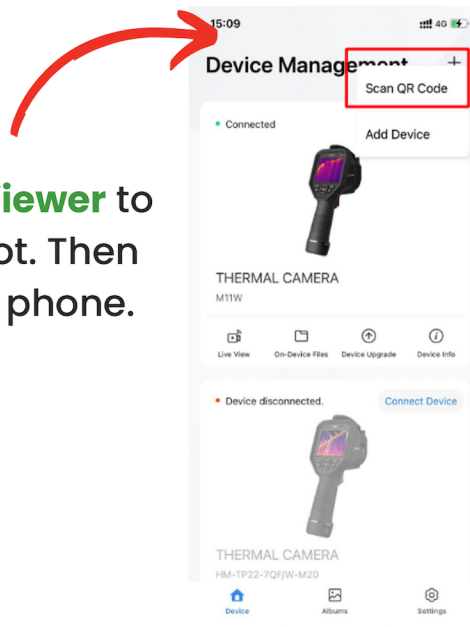 15:09
4G
Device Management
+
Scan QR Code
Add Device
Connected
iewer to
ot. Then
phone.
THERMAL CAMERA
M11W
Live View
On-Device Files
Device Upgrade
Device Info
Device disconnected.
Connect Device
THERMAL CAMERA
HM-TP22-7QF/W-M20
Device
Albums
Settings